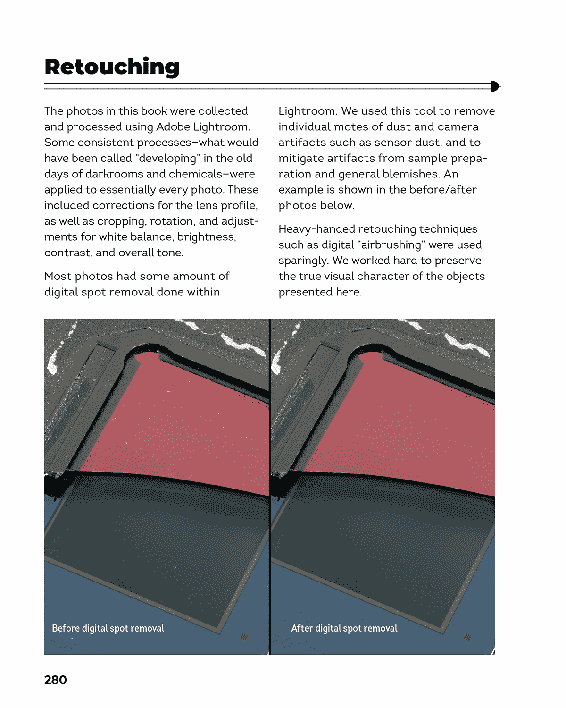 Retouching
The photos in this book were collected
and processed using Adobe Lightroom.
Some consistent processes—what would
have been called "developing" in the old
days of darkrooms and chemicals—were
applied to essentially every photo. These
included corrections for the lens profile,
as well as cropping, rotation, and adjust-
ments for white balance, brightness,
contrast, and overall tone.
Most photos had some amount of
digital spot removal done within
Lightroom. We used this tool to remove
individual motes of dust and camera
artifacts such as sensor dust, and to
mitigate artifacts from sample prepa-
ration and general blemishes. An
example is shown in the before/after
photos below.
Heavy-handed retouching techniques
such as digital "airbrushing" were used
sparingly. We worked hard to preserve
the true visual character of the objects
presented here.
Before digital spot removal
After digital spot removal
280